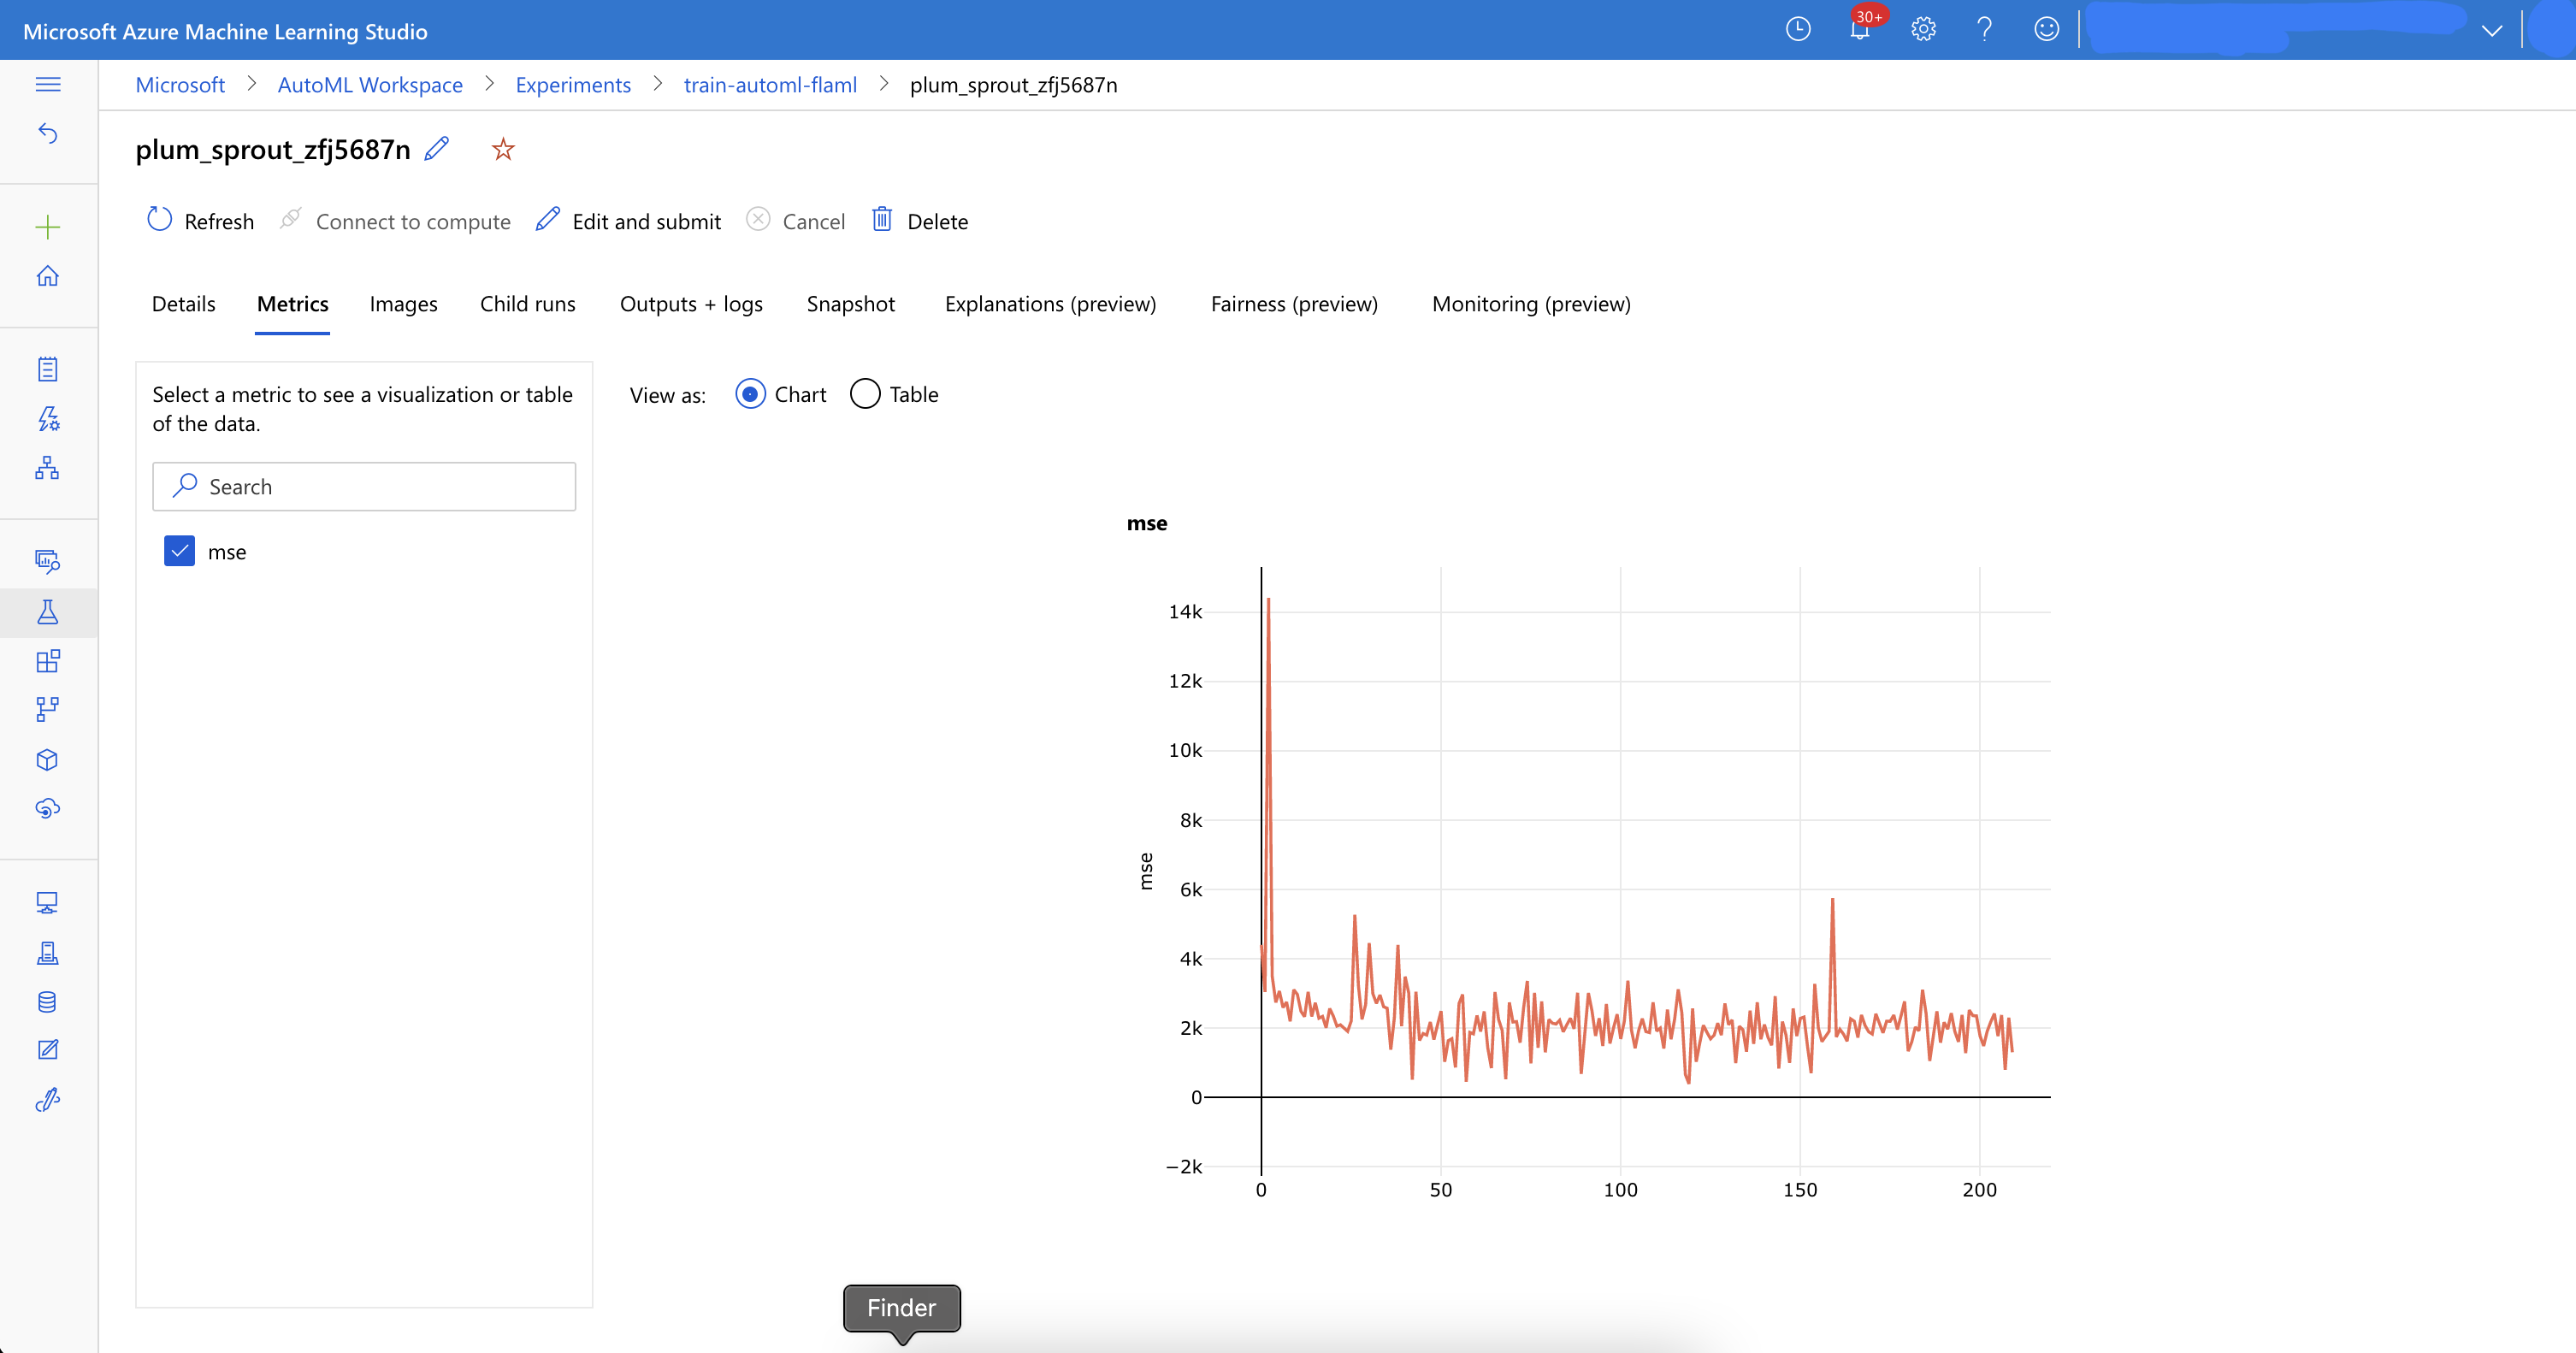 Microsoft Azure Machine Learning Studio
30+
Microsoft > AutoML Workspace > Experiments > train-automl-flaml > plum_sprout_zfj5687n
plum_sprout_zfj5687n
Refresh Connect to compute Edit and submit Cancel Delete
Details Metrics Images Child runs Outputs + logs Snapshot Explanations (preview) Fairness (preview) Monitoring (preview)
Select a metric to see a visualization or table
of the data.
Search
mse
View as: Chart Table
mse
14k
12k
10k
8k
6k
4k
2k
0
−2k
mse
0 50 100 150 200
Finder